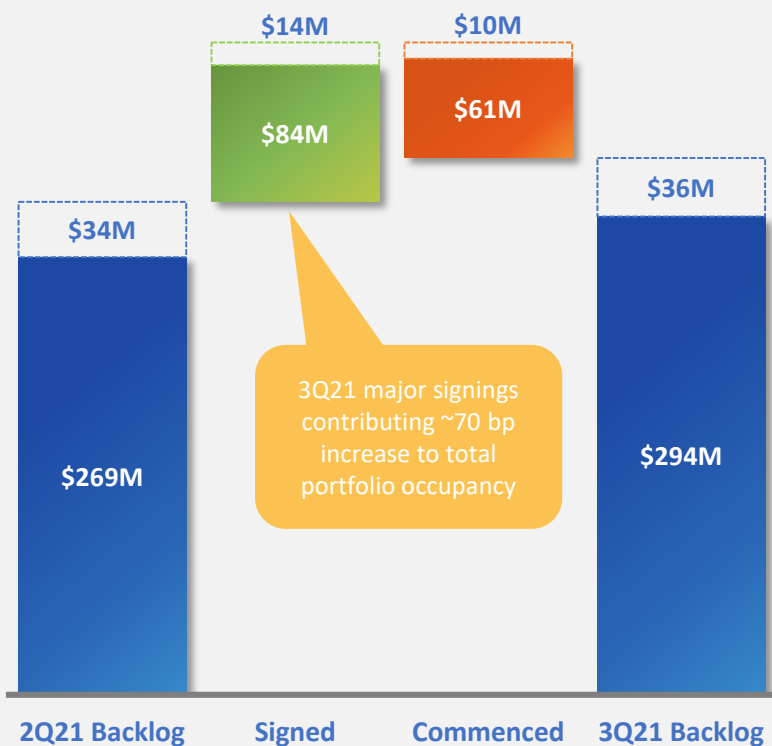 $14M
$10M
$84M
$61M
$34M
$36M
3Q21 major signings
contributing ~70 bp
increase to total
portfolio occupancy
$269M
$294M
2Q21 Backlog
Signed
Commenced
3Q21 Backlog